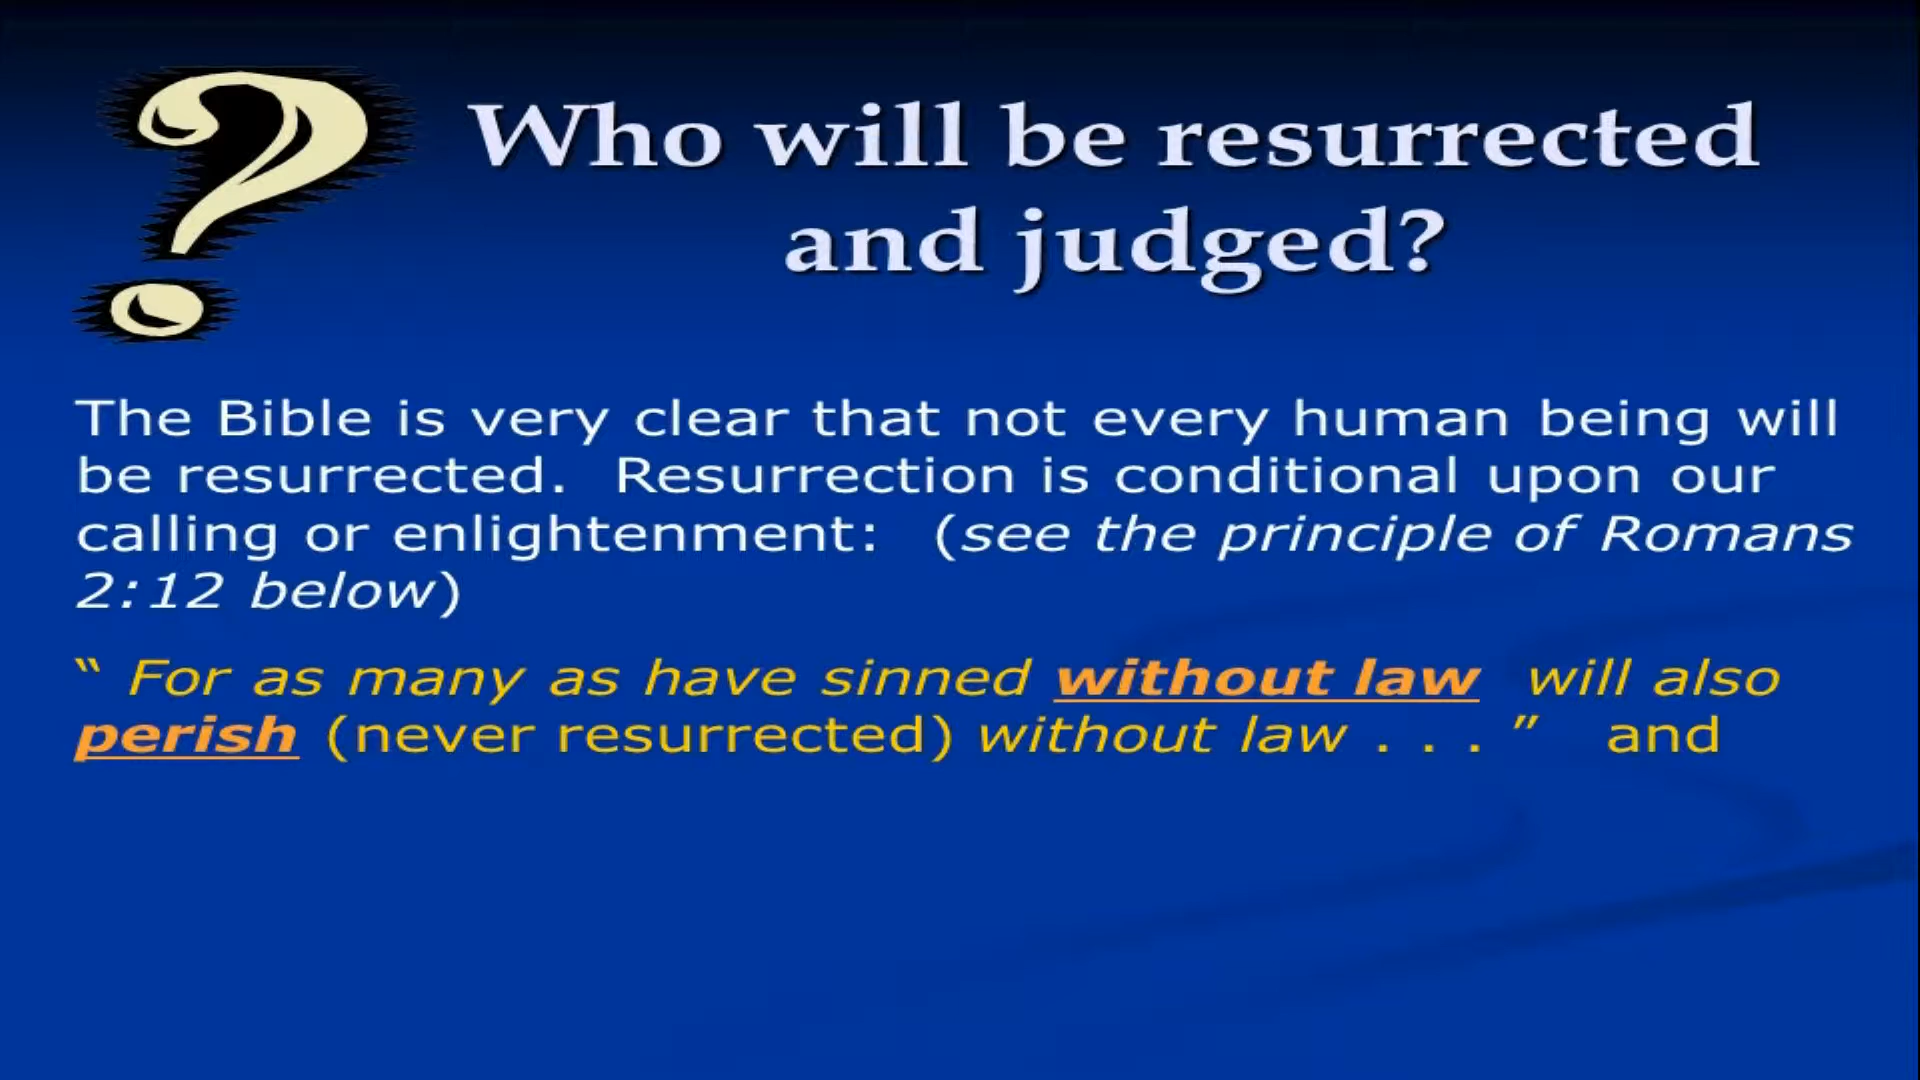 Who will be resurrected
and judged?
The Bible is very clear that not every human being will
be resurrected.  Resurrection is conditional upon our
calling or enlightenment:  (see the principle of Romans
2:12 below)
“ For as many as have sinned without law  will also
perish (never resurrected) without law . . . ”  and